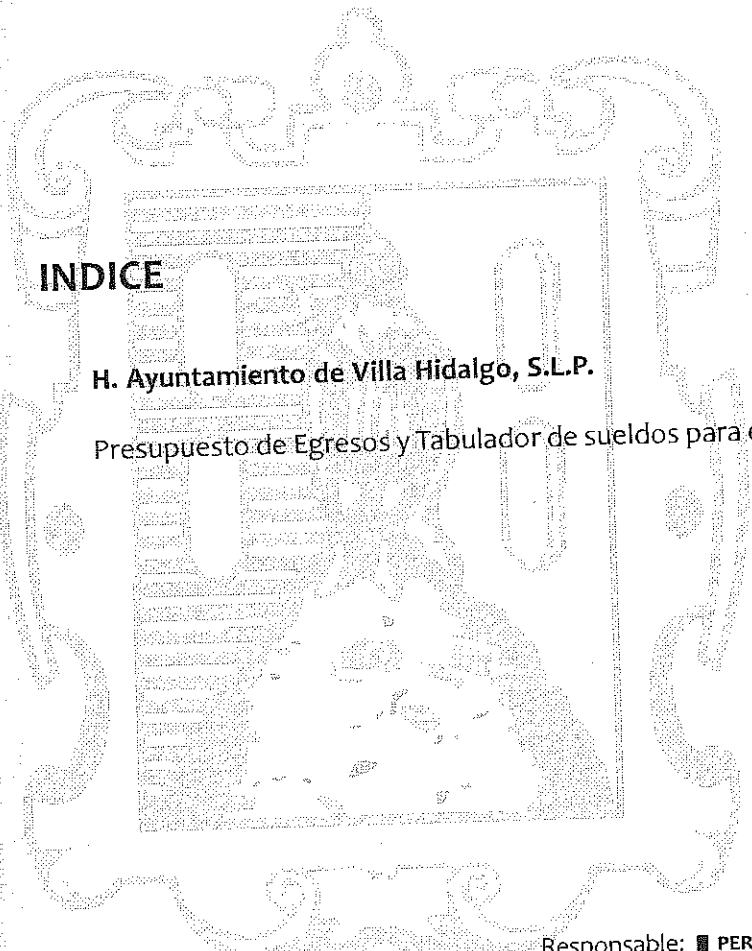 INDICE
H. Ayuntamiento de Villa Hidalgo, S.L.P.
Presupuesto de Egresos y Tabulador de sueldos para
Responsable: